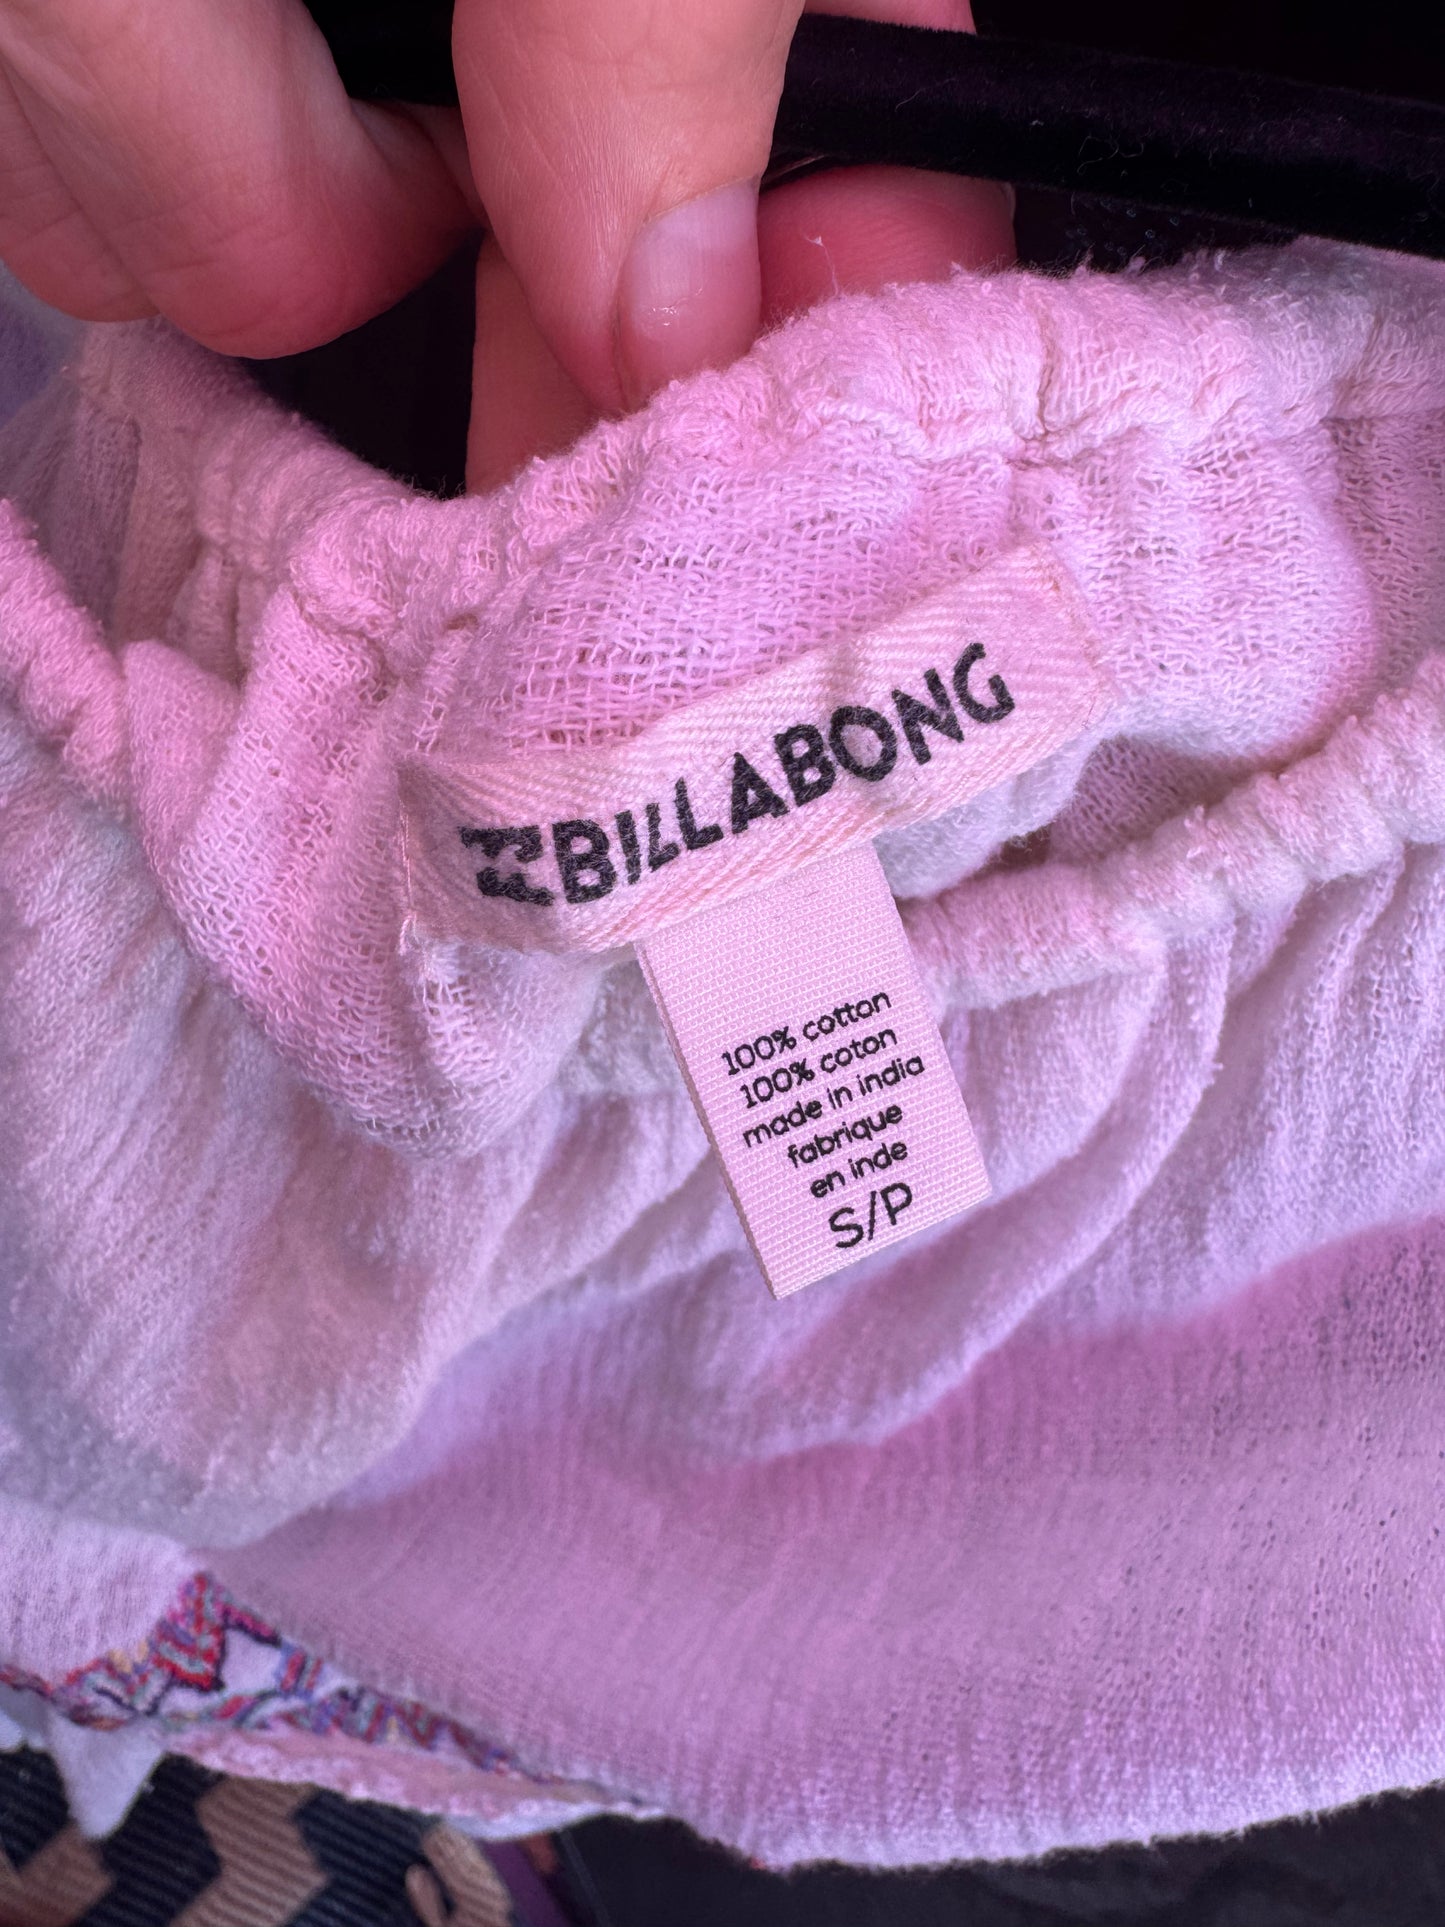 BILLABONG
100% cotton
100% coton
made in india
fabrique
en inde
S/P